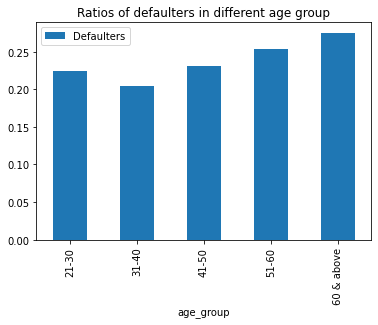 Ratios of defaulters in different age group
Defaulters
0.25
0.20
0.15
0.10
0.05
0.00
21-30
31-40
41-50
51-60
60 & above
age_group